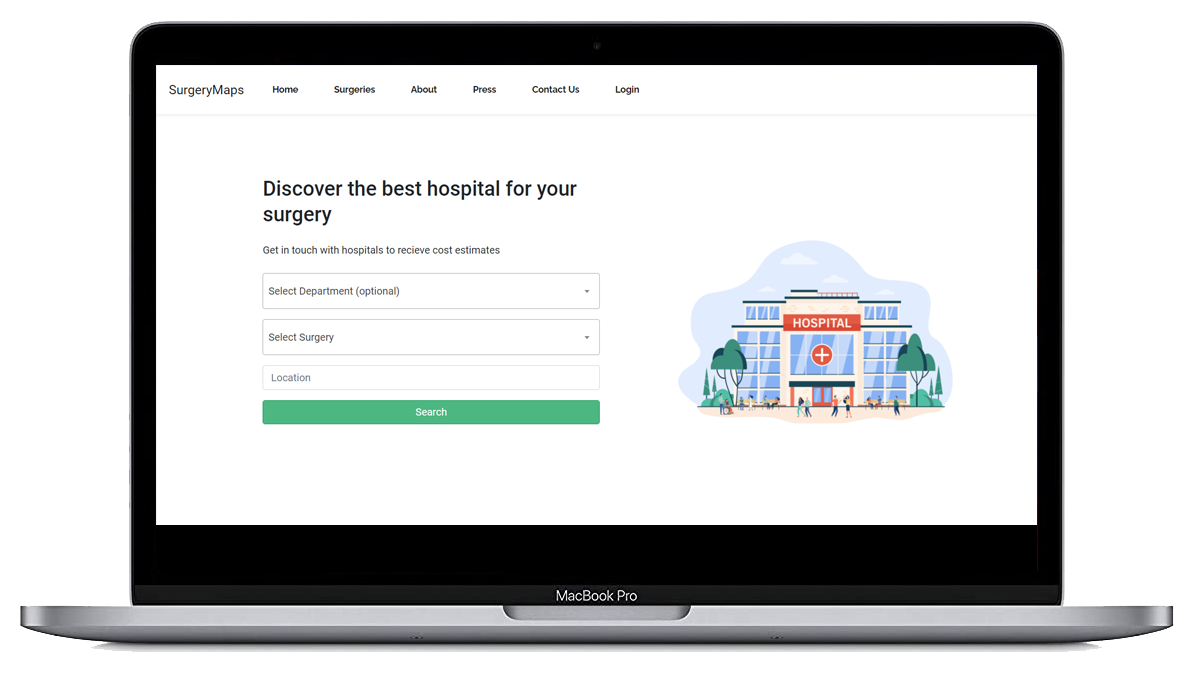 SurgeryMaps Home Surgeries About Press Contact Us Login
Discover the best hospital for your
surgery
Get in touch with hospitals to recieve cost estimates
Select Department (optional)
Select Surgery
Location
Search
HOSPITAL
MacBook Pro